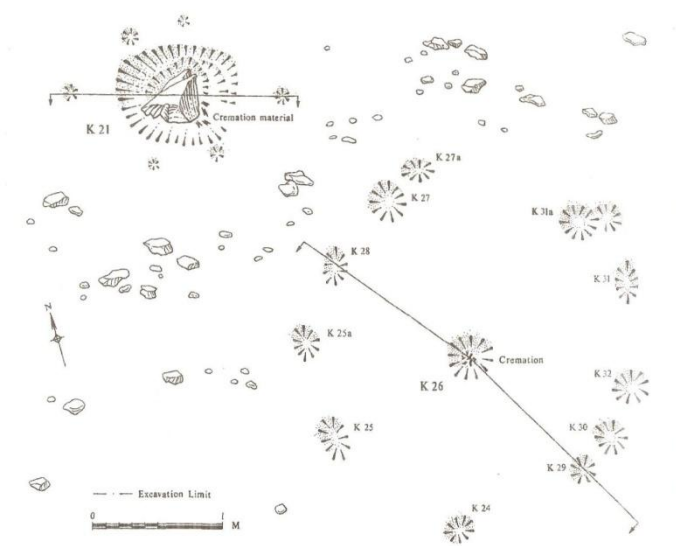 Cremation material
K 21
K 27a
K 27
K 31a
K 28
K 31
N
K 25a
Cremation
K 26
K 32
K 25
K 30
K 29
Excavation Limit
K 24
0 1
M